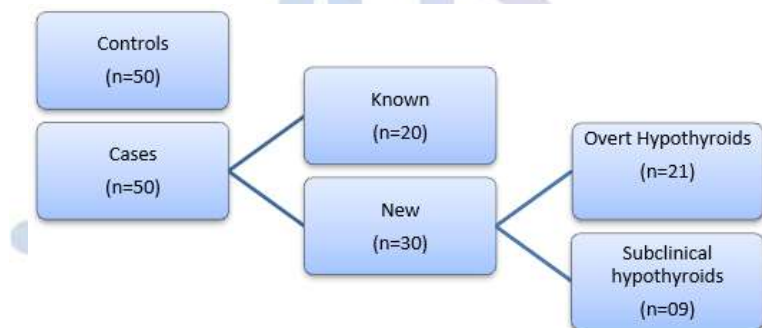 Controls
(n=50)
Cases
(n=50)
Known
(n=20)
New
(n=30)
Overt Hypothyroids
(n=21)
Subclinical
hypothyroids
(n=09)